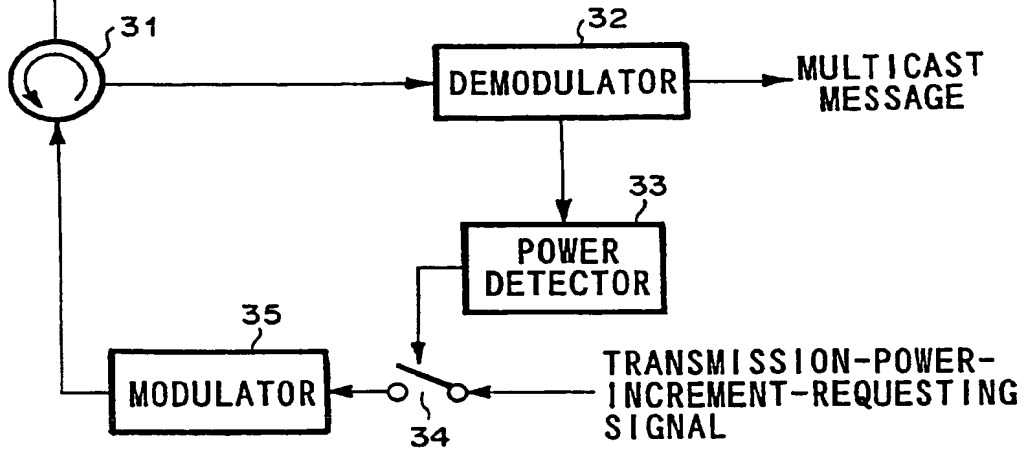 31
32
DEMODULATOR
MULTICAST
MESSAGE
33
POWER
DETECTOR
35
MODULATOR
34
TRANSMISSION-POWER-
INCREMENT-REQUESTING
SIGNAL